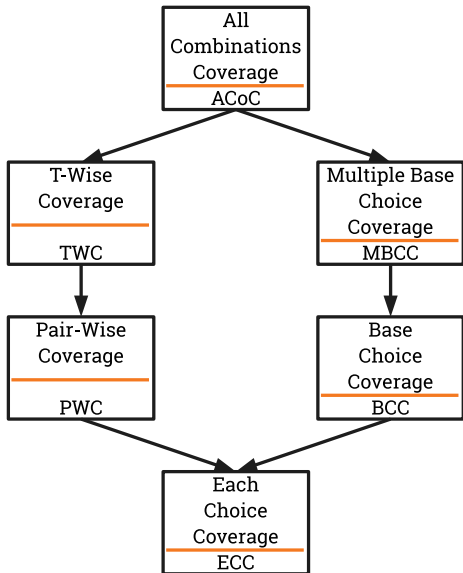 All
Combinations
Coverage
ACoC
T-Wise
Coverage
TWC
Multiple Base
Choice
Coverage
MBCC
Pair-Wise
Coverage
PWC
Base
Choice
Coverage
BCC
Each
Choice
Coverage
ECC